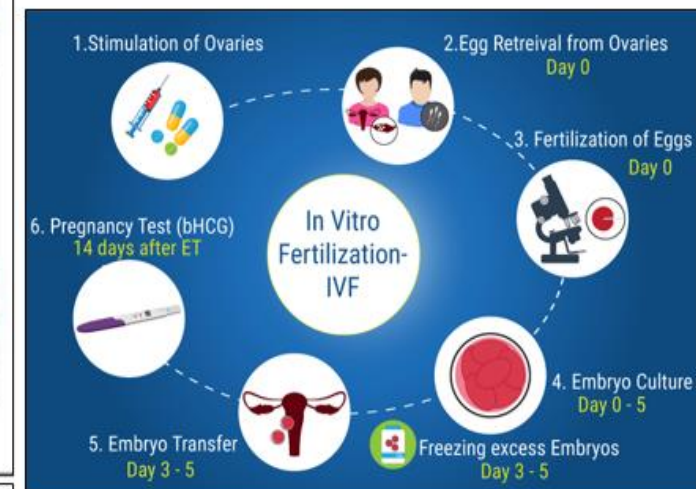 1.Stimulation of Ovaries
2.Egg Retreival from Ovaries
Day 0
3. Fertilization of Eggs
Day 0
In Vitro
Fertilization-
IVF
6. Pregnancy Test (bHCG)
14 days after ET
4. Embryo Culture
Day 0 - 5
5. Embryo Transfer
Day 3 - 5
Freezing excess Embryos
Day 3 - 5